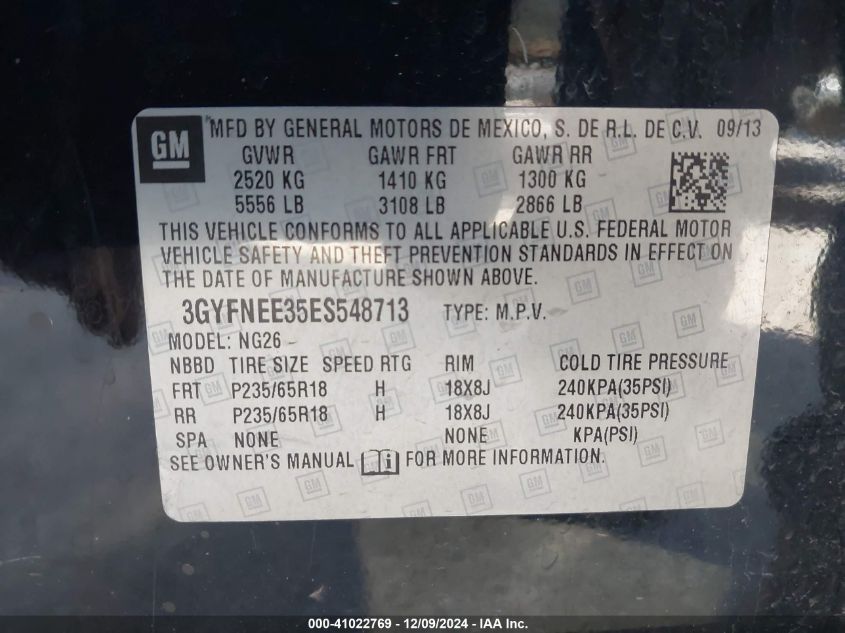 GM MFD BY GENERAL MOTORS DE MEXICO, S. DE R.L. DE C.V. 09/13
GVWR GAWR FRT GAWR RR
2520 KG 1410 KG 1300 KG
5556 LB 3108 LB 2866 LB
THIS VEHICLE CONFORMS TO ALL APPLICABLE U.S. FEDERAL MOTOR
VEHICLE SAFETY AND THEFT PREVENTION STANDARDS IN EFFECT ON
THE DATE OF MANUFACTURE SHOWN ABOVE.
3GYFNEE35ES548713 TYPE: M.P.V.
MODEL: NG26
NBBD TIRE SIZE SPEED RTG RIM COLD TIRE PRESSURE
FRT P235/65R18 H 18X8J 240KPA(35PSI)
RR P235/65R18 H 18X8J 240KPA(35PSI)
SPA NONE NONE KPA(PSI)
SEE OWNER'S MANUAL FOR MORE INFORMATION.
000-41022769 - 12/09/2024 - IAA Inc.